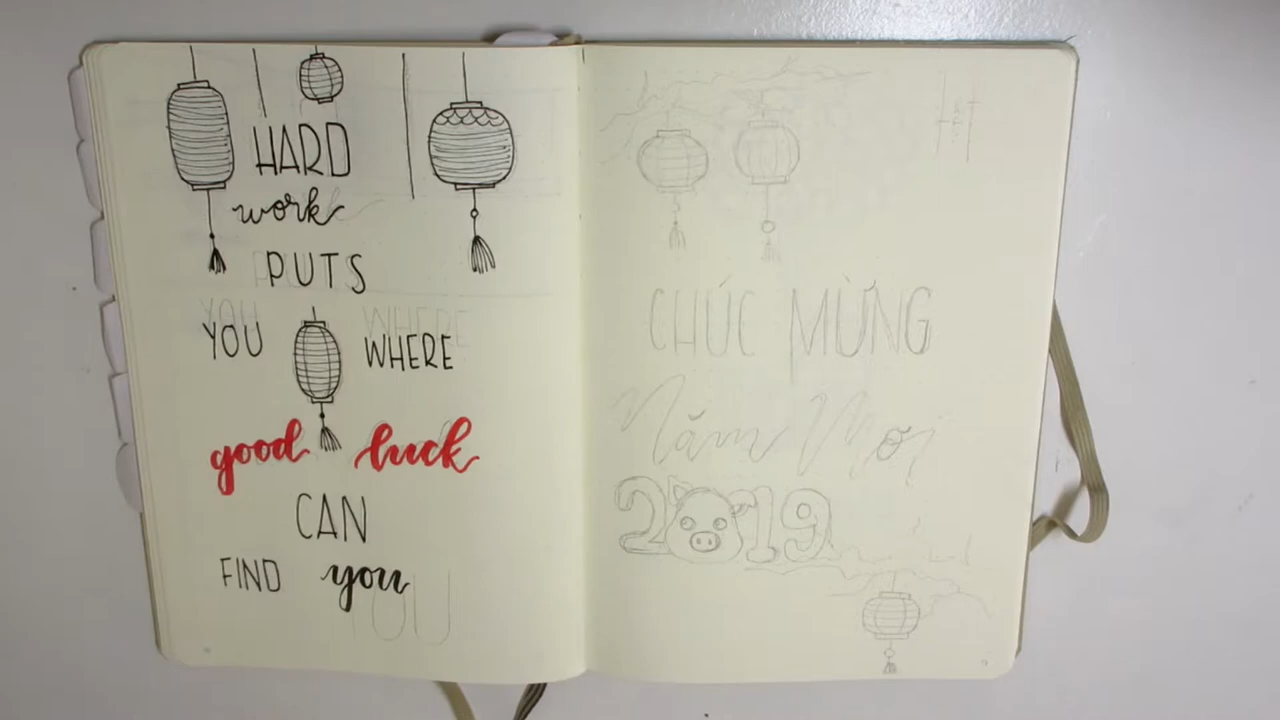 HARD
work
PUTS
YOU WHERE
good luck
CAN
FIND you
CHÚC MỪNG
Năm Mới
2019